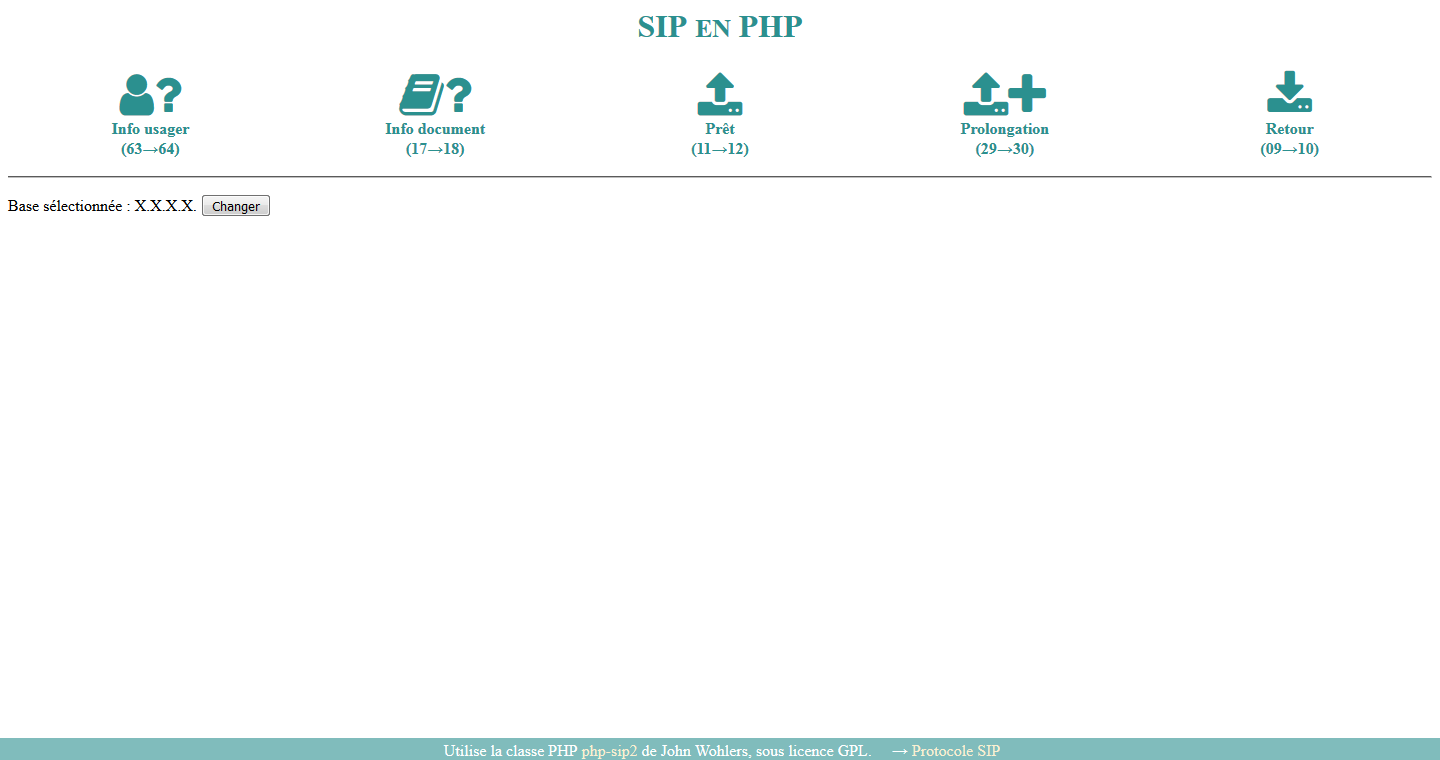 SIP EN PHP
Info usager
(63→64)
Info document
(17→18)
Prêt
(11→12)
Prolongation
(29→30)
Retour
(09→10)
Base sélectionnée : X.X.X.X. Changer
Utilise la classe PHP php-sip2 de John Wohlers, sous licence GPL. → Protocole SIP